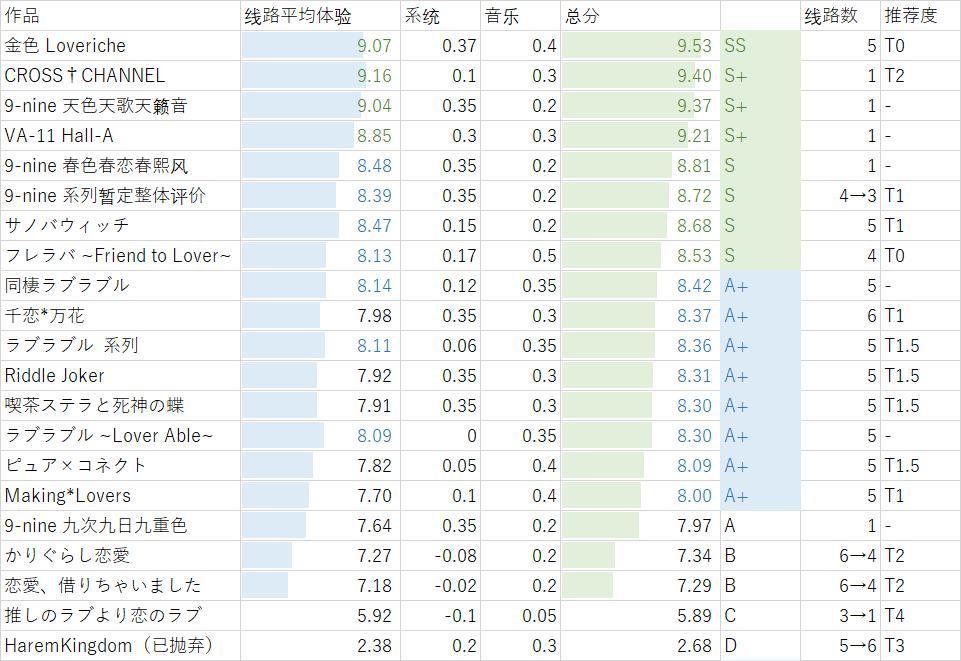 作品 线路平均体验 系统 音乐 总分 线路数 推荐度
金色 Loveriche 9.07 0.37 0.4 9.53 SS 5 T0
CROSS†CHANNEL 9.16 0.1 0.3 9.40 S+ 1 T2
9-nine 天色天歌天籁音 9.04 0.35 0.2 9.37 S+ 1 -
VA-11 Hall-A 8.85 0.3 0.3 9.21 S+ 1 -
9-nine 春色春恋春熙风 8.48 0.35 0.2 8.81 S 1 -
9-nine 系列暂定整体评价 8.39 0.35 0.2 8.72 S 4→3 T1
サノバウィッチ 8.47 0.15 0.2 8.68 S 5 T1
フレラバ ~Friend to Lover~ 8.13 0.17 0.5 8.53 S 4 T0
同棲ラブラブル 8.14 0.12 0.35 8.42 A+ 5 -
千恋*万花 7.98 0.35 0.3 8.37 A+ 6 T1
ラブラブル 系列 8.11 0.06 0.35 8.36 A+ 5 T1.5
Riddle Joker 7.92 0.35 0.3 8.31 A+ 5 T1.5
喫茶ステラと死神の蝶 7.91 0.35 0.3 8.30 A+ 5 T1.5
ラブラブル ~Lover Able~ 8.09 0 0.35 8.30 A+ 5 -
ピュア×コネクト 7.82 0.05 0.4 8.09 A+ 5 T1.5
Making*Lovers 7.70 0.1 0.4 8.00 A+ 5 T1
9-nine 九次九日九重色 7.64 0.35 0.2 7.97 A 1 -
かりぐらし恋愛 7.27 -0.08 0.2 7.34 B 6→4 T2
恋愛、借りちゃいました 7.18 -0.02 0.2 7.29 B 6→4 T2
推しのラブより恋のラブ 5.92 -0.1 0.05 5.89 C 3→1 T4
HaremKingdom（已抛弃） 2.38 0.2 0.3 2.68 D 5→6 T3